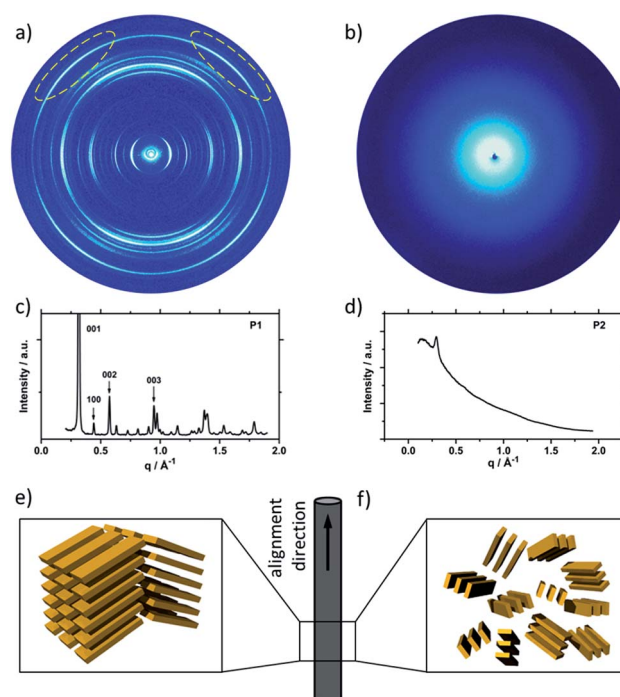 a)
b)
c)
Intensity / a.u.
001
100
002
003
P1
0.0 0.5 1.0 1.5 2.0
q / Å⁻¹
d)
Intensity / a.u.
P2
0.0 0.5 1.0 1.5 2.0
q / Å⁻¹
e)
alignment
direction
f)